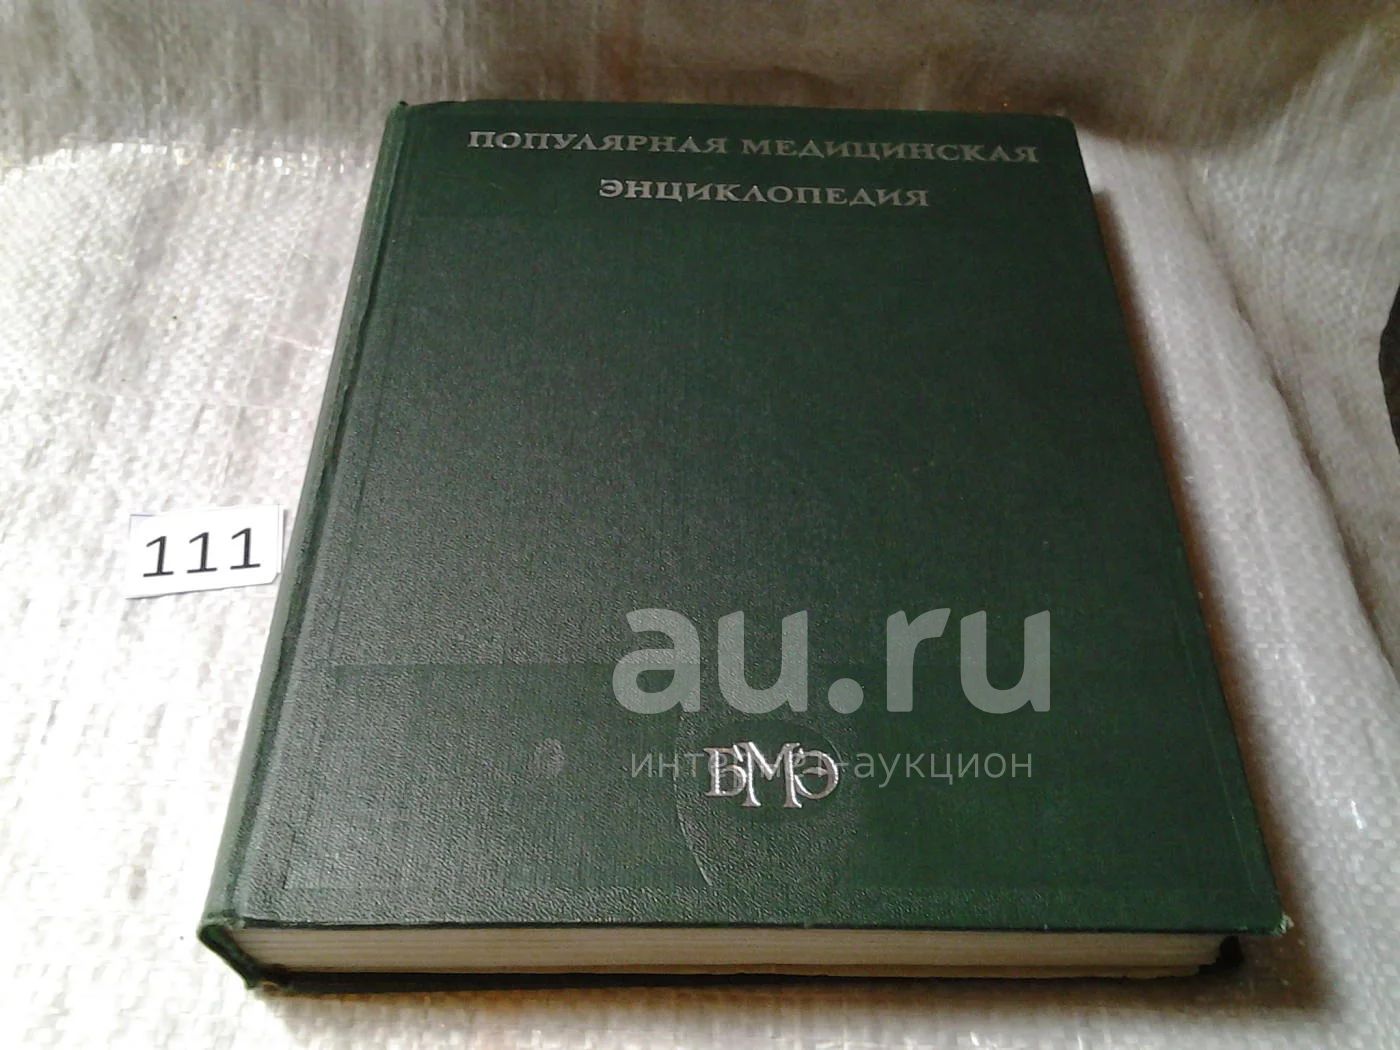 ПОПУЛЯРНАЯ МЕДИЦИНСКАЯ
ЭНЦИКЛОПЕДИЯ
111
au.ru
интернет-аукцион
БМЭ